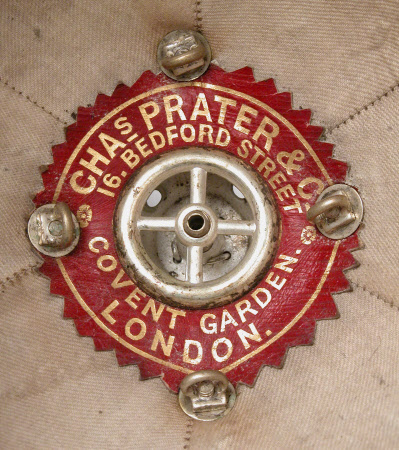 CHAS PRATER & CO.
16. BEDFORD STREET
COVENT GARDEN.
LONDON.